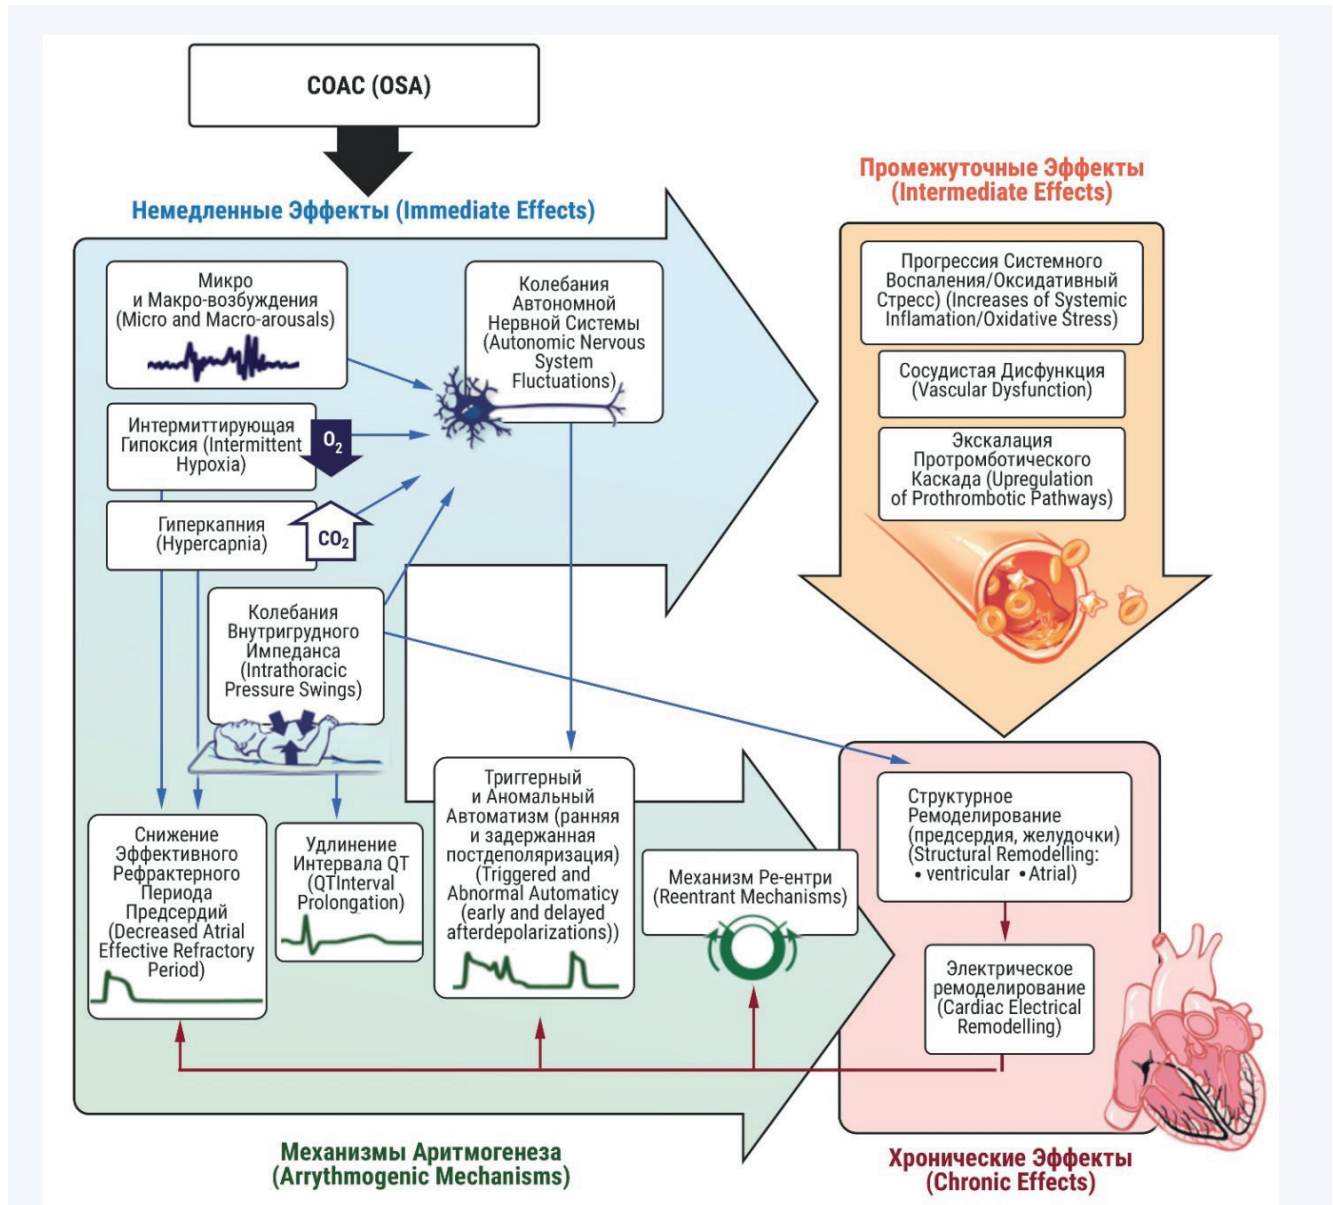 СОАС (OSA)
Немедленные Эффекты (Immediate Effects)
Микро
и Макро-возбуждения
(Micro and Macro-arousals)
Интермиттирующая
Гипоксия (Intermittent
Hypoxia)
O2
Гиперкапния
(Hypercapnia)
CO2
Колебания
Автономной
Нервной Системы
(Autonomic Nervous
System
Fluctuations)
Колебания
Внутригрудного
Импеданса
(Intrathoracic
Pressure Swings)
Промежуточные Эффекты
(Intermediate Effects)
Прогрессия Системного
Воспаления/Оксидативный
Стресс) (Increases of Systemic
Inflamation/Oxidative Stress)
Сосудистая Дисфункция
(Vascular Dysfunction)
Экскалация
Протромботического
Каскада (Upregulation
of Prothrombotic Pathways)
Снижение
Эффективного
Рефрактерного
Периода
Предсердий
(Decreased Atrial
Effective Refractory
Period)
Удлинение
Интервала QT
(QTInterval
Prolongation)
Триггерный
и Аномальный
Автоматизм (ранняя
и задержанная
постдеполяризация)
(Triggered and
Abnormal Automaticy
(early and delayed
afterdepolarizations))
Механизм Ре-ентри
(Reentrant Mechanisms)
Структурное
Ремоделирование
(предсердия, желудочки)
(Structural Remodelling:
• ventricular • Atrial)
Электрическое
ремоделирование
(Cardiac Electrical
Remodelling)
Механизмы Аритмогенеза
(Arrythmogenic Mechanisms)
Хронические Эффекты
(Chronic Effects)